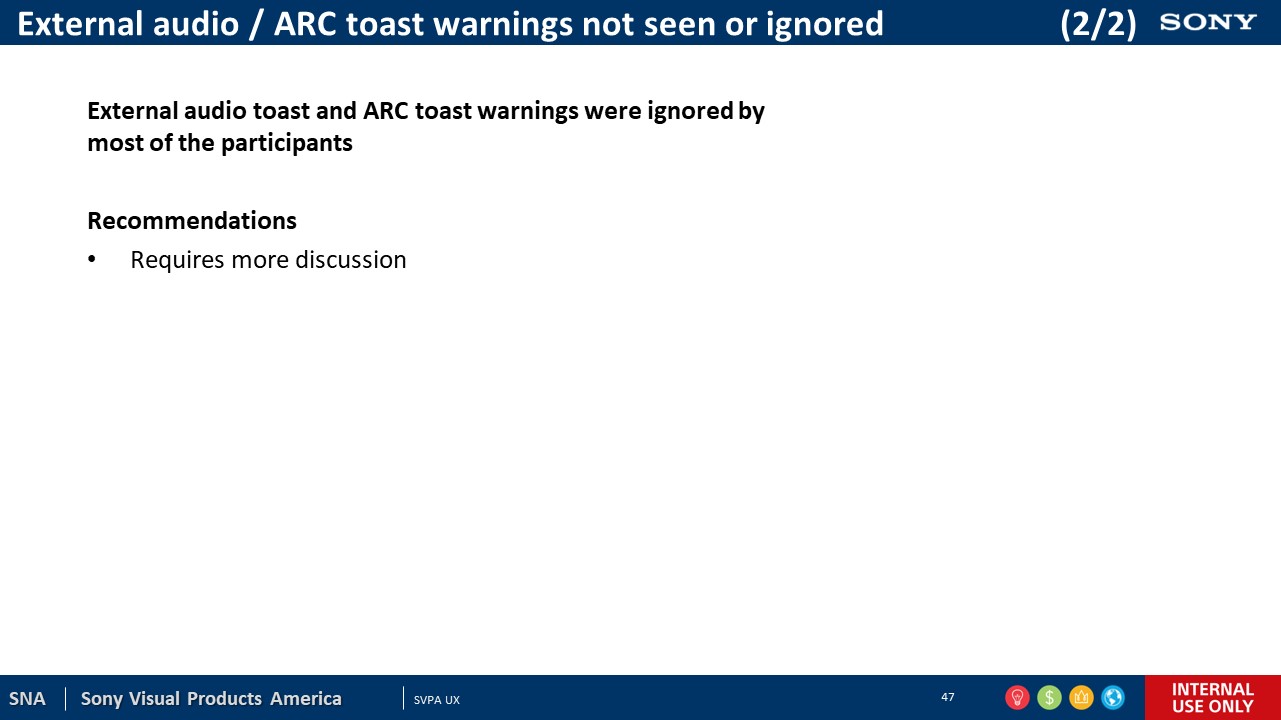 External audio / ARC toast warnings not seen or ignored (2/2) SONY
External audio toast and ARC toast warnings were ignored by
most of the participants
Recommendations
• Requires more discussion
SNA Sony Visual Products America SVPA UX 47 $ INTERNAL
USE ONLY